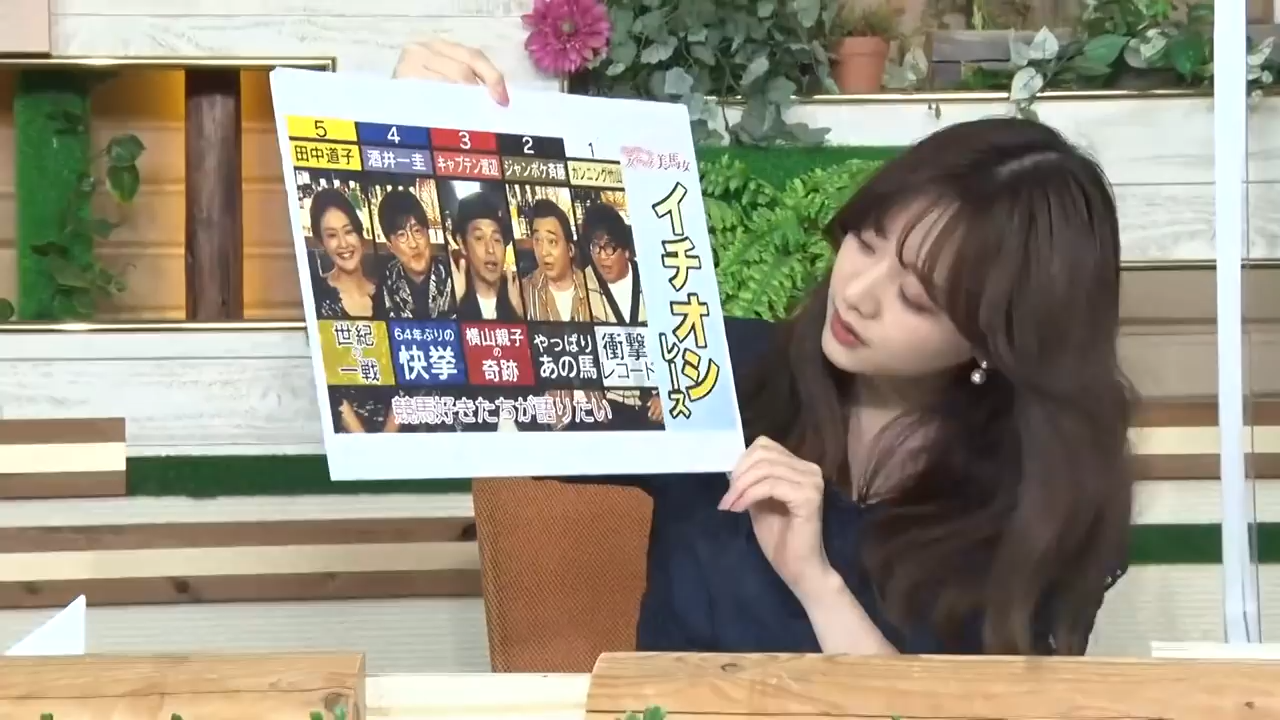 5
4
3
2
1
田中道子
酒井一圭
キャプテン渡辺
ジャンポケ斉藤
カンニング竹山
美馬女
イチオシ
レース
世紀
の
一戦
64年ぶりの
快挙
横山親子
の
奇跡
やっぱり
あの馬
衝撃
レコード
競馬好きたちが語りたい